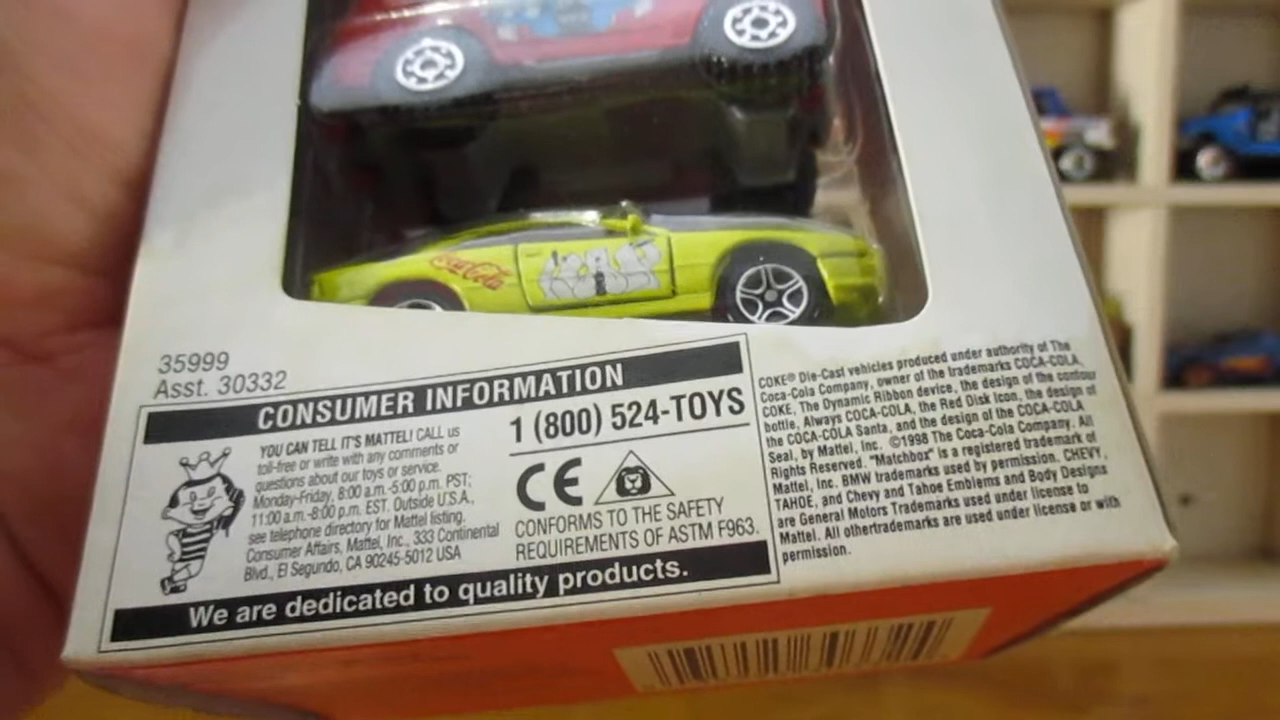 Coca-Cola
35999
Asst. 30332
CONSUMER INFORMATION
YOU CAN TELL IT'S MATTEL! CALL us
toll-free or write with any comments or
questions about our toys or service.
Monday-Friday, 8:00 a.m.-5:00 p.m. PST;
11:00 a.m.-8:00 p.m. EST. Outside U.S.A.,
see telephone directory for Mattel listing.
Consumer Affairs, Mattel, Inc., 333 Continental
Blvd., El Segundo, CA 90245-5012 USA
1 (800) 524-TOYS
CE
CONFORMS TO THE SAFETY
REQUIREMENTS OF ASTM F963.
We are dedicated to quality products.
COKE® Die-Cast vehicles produced under authority of The
Coca-Cola Company, owner of the trademarks COCA-COLA,
COKE, The Dynamic Ribbon device, the design of the contour
bottle, Always COCA-COLA, the Red Disk Icon, the design of
the COCA-COLA Santa, and the design of the COCA-COLA
Seal, by Mattel, Inc. ©1998 The Coca-Cola Company. All
Rights Reserved. "Matchbox" is a registered trademark of
Mattel, Inc. BMW trademarks used by permission. CHEVY,
TAHOE, and Chevy and Tahoe Emblems and Body Designs
are General Motors Trademarks used under license to
Mattel. All othertrademarks are used under license or with
permission.